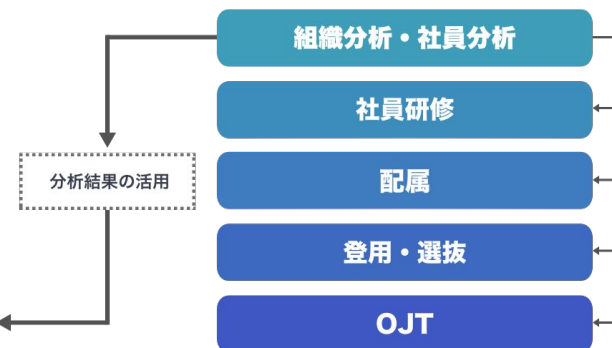 組織分析・社員分析
社員研修
分析結果の活用
配属
登用・選抜
OJT